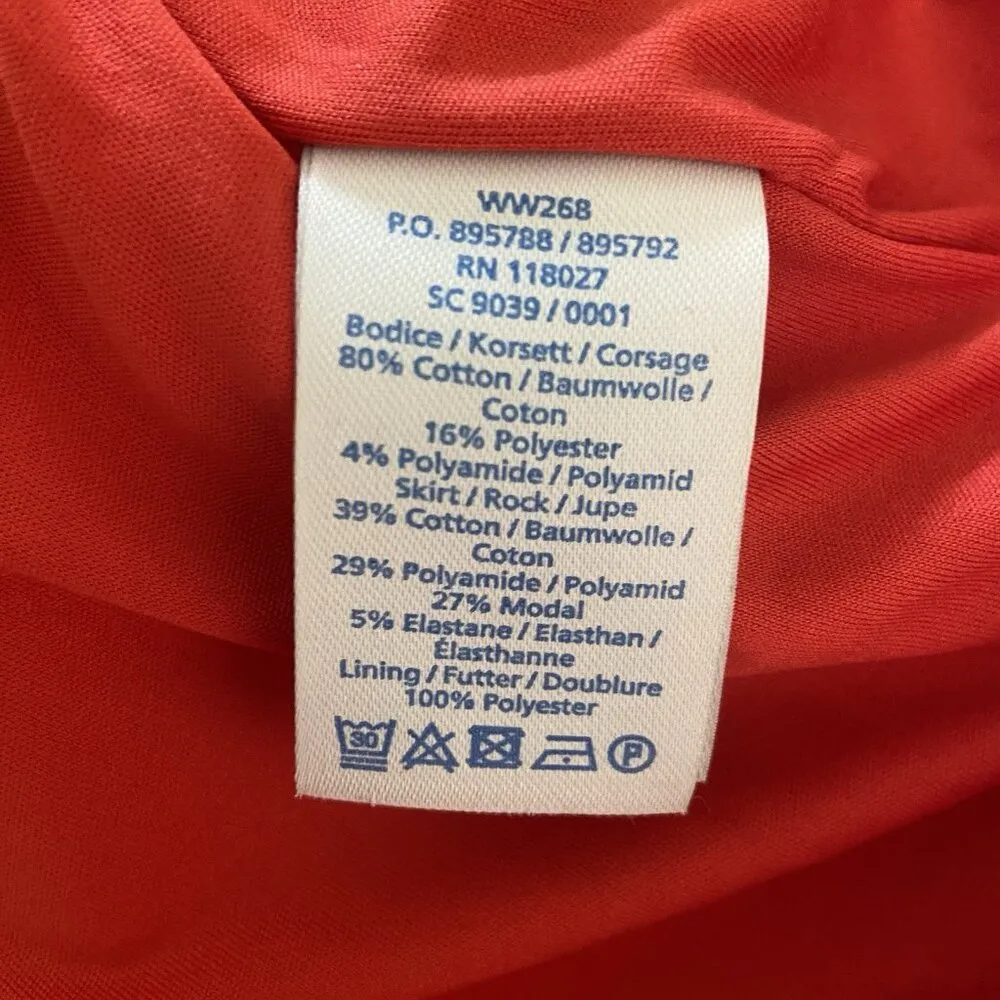 WW268
P.O. 895788 / 895792
RN 118027
SC 9039 / 0001
Bodice / Korsett / Corsage
80% Cotton / Baumwolle /
Coton
16% Polyester
4% Polyamide / Polyamid
Skirt / Rock / Jupe
39% Cotton / Baumwolle /
Coton
29% Polyamide / Polyamid
27% Modal
5% Elastane / Elasthan /
Élasthanne
Lining / Futter / Doublure
100% Polyester
30 P